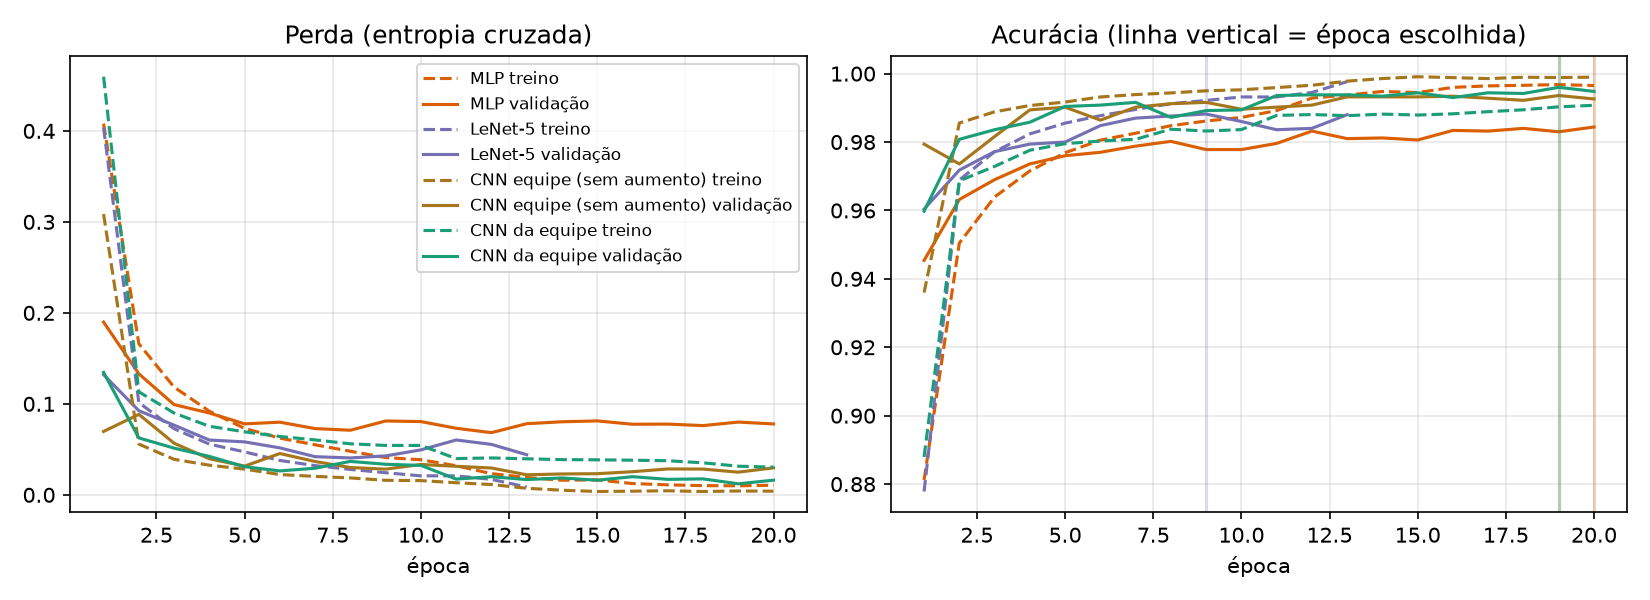 Perda (entropia cruzada)
0.4
0.3
0.2
0.1
0.0
MLP treino
MLP validação
LeNet-5 treino
LeNet-5 validação
CNN equipe (sem aumento) treino
CNN equipe (sem aumento) validação
CNN da equipe treino
CNN da equipe validação
2.5 5.0 7.5 10.0 12.5 15.0 17.5 20.0
época
Acurácia (linha vertical = época escolhida)
1.00
0.98
0.96
0.94
0.92
0.90
0.88
2.5 5.0 7.5 10.0 12.5 15.0 17.5 20.0
época